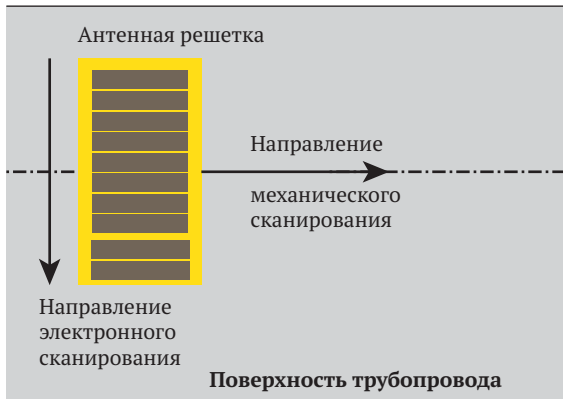 Антенная решетка
Направление
механического
сканирования
Направление
электронного
сканирования
Поверхность трубопровода